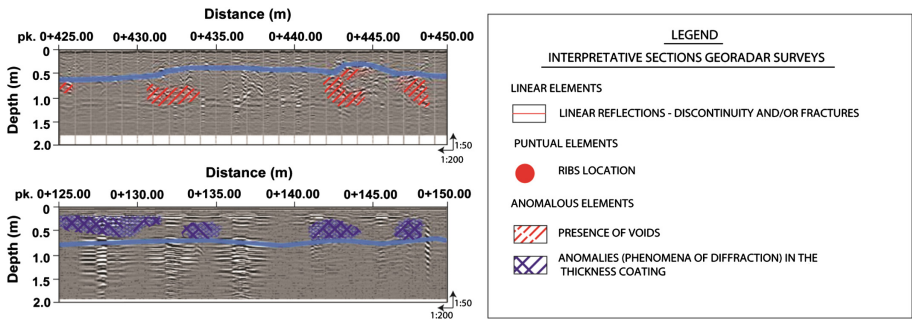 Distance (m)
pk. 0+425.00 0+430.00 0+435.00 0+440.00 0+445.00 0+450.00
Depth (m)
0
0.5
1.0
1.5
2.0
1:50
1:200
Distance (m)
pk. 0+125.00 0+130.00 0+135.00 0+140.00 0+145.00 0+150.00
Depth (m)
0
0.5
1.0
1.5
2.0
1:50
1:200
LEGEND
INTERPRETATIVE SECTIONS GEORADAR SURVEYS
LINEAR ELEMENTS
LINEAR REFLECTIONS - DISCONTINUITY AND/OR FRACTURES
PUNTUAL ELEMENTS
RIBS LOCATION
ANOMALOUS ELEMENTS
PRESENCE OF VOIDS
ANOMALIES (PHENOMENA OF DIFFRACTION) IN THE
THICKNESS COATING